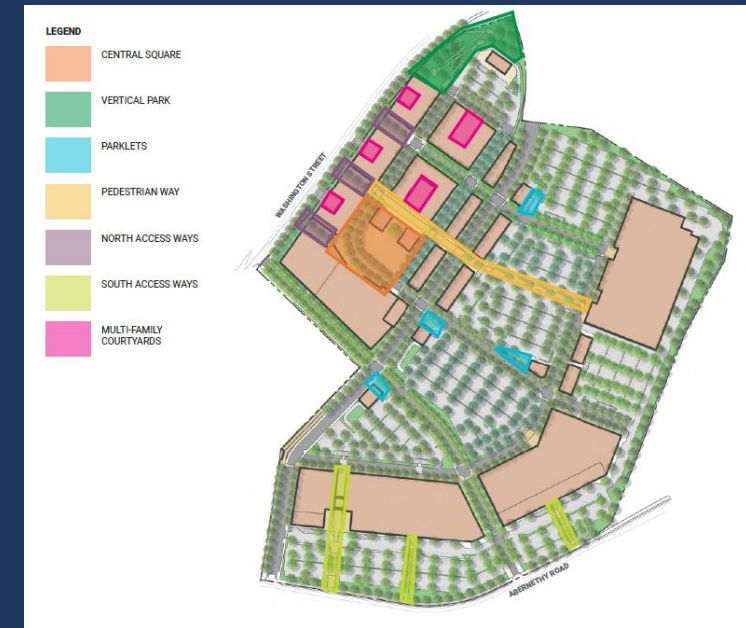 LEGEND
CENTRAL SQUARE
VERTICAL PARK
PARKLETS
PEDESTRIAN WAY
NORTH ACCESS WAYS
SOUTH ACCESS WAYS
MULTI-FAMILY
COURTYARDS
WASHINGTON STREET
ABERNETHY ROAD